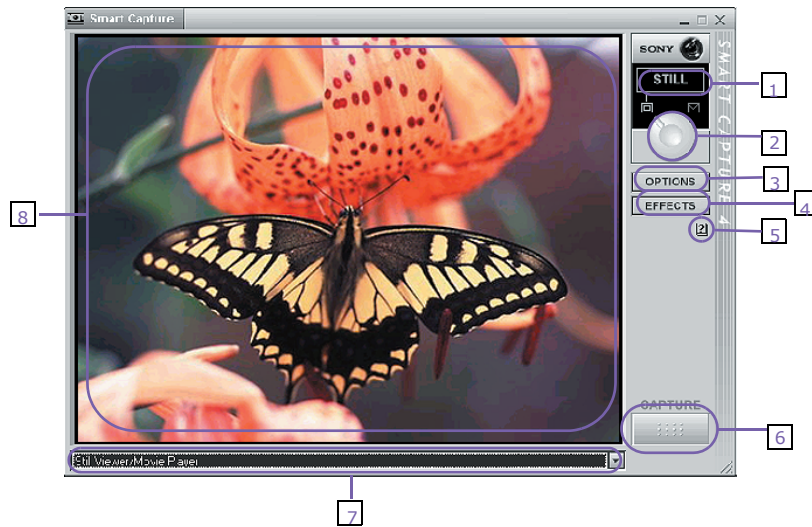 Smart Capture
SONY
STILL
1
2
OPTIONS
3
EFFECTS
4
5
SMART CAPTURE 4
8
CAPTURE
6
Still Viewer/Movie Player
7